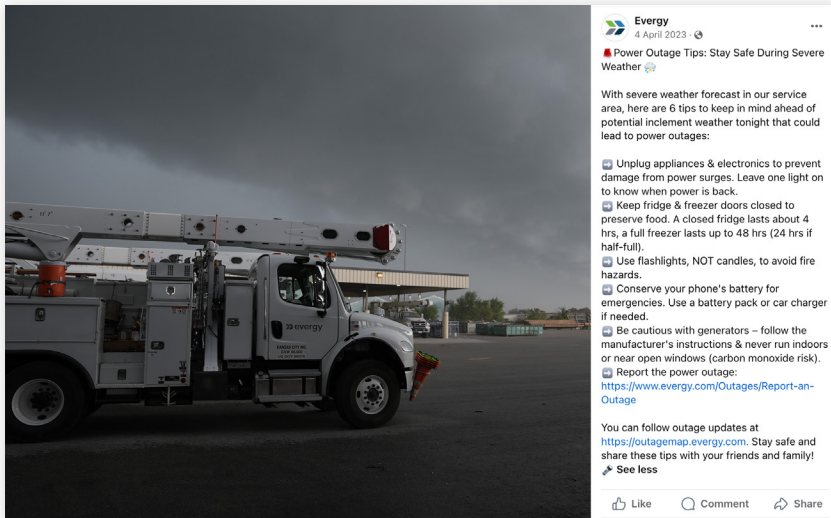 Evergy
4 April 2023 ·
🚨Power Outage Tips: Stay Safe During Severe
Weather ⛈️
With severe weather forecast in our service
area, here are 6 tips to keep in mind ahead of
potential inclement weather tonight that could
lead to power outages:
➡️ Unplug appliances & electronics to prevent
damage from power surges. Leave one light on
to know when power is back.
➡️ Keep fridge & freezer doors closed to
preserve food. A closed fridge lasts about 4
hrs, a full freezer lasts up to 48 hrs (24 hrs if
half-full).
➡️ Use flashlights, NOT candles, to avoid fire
hazards.
➡️ Conserve your phone's battery for
emergencies. Use a battery pack or car charger
if needed.
➡️ Be cautious with generators – follow the
manufacturer's instructions & never run indoors
or near open windows (carbon monoxide risk).
➡️ Report the power outage:
https://www.evergy.com/Outages/Report-an-
Outage
You can follow outage updates at
https://outagemap.evergy.com. Stay safe and
share these tips with your friends and family!
🔦 See less
Like Comment Share
evergy